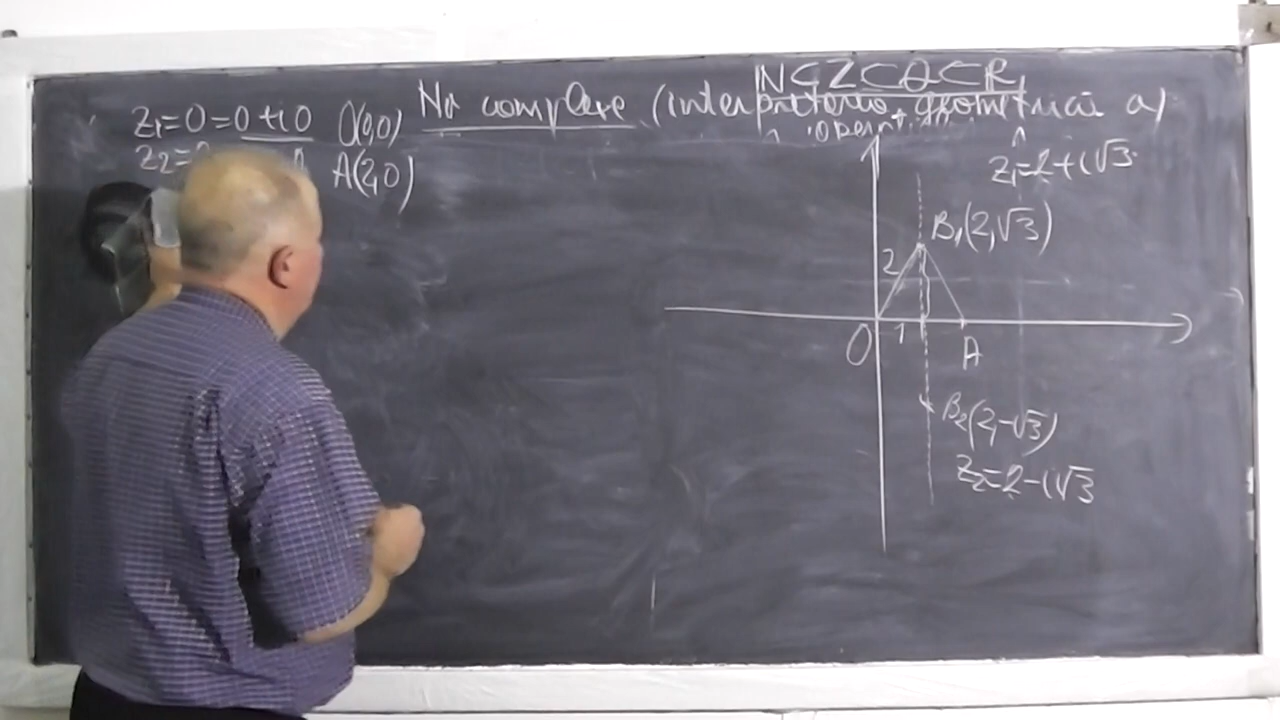 N⊂Z⊂Q⊂R
z₁=0=0+i0 O(0,0)
Nr complexe (interpretarea geometrică a)
z₂= A(2,0)
z₁=2+i√3
B₁(2,√3)
2
O 1 A
B₂(2,-√3)
z₂=2-i√3